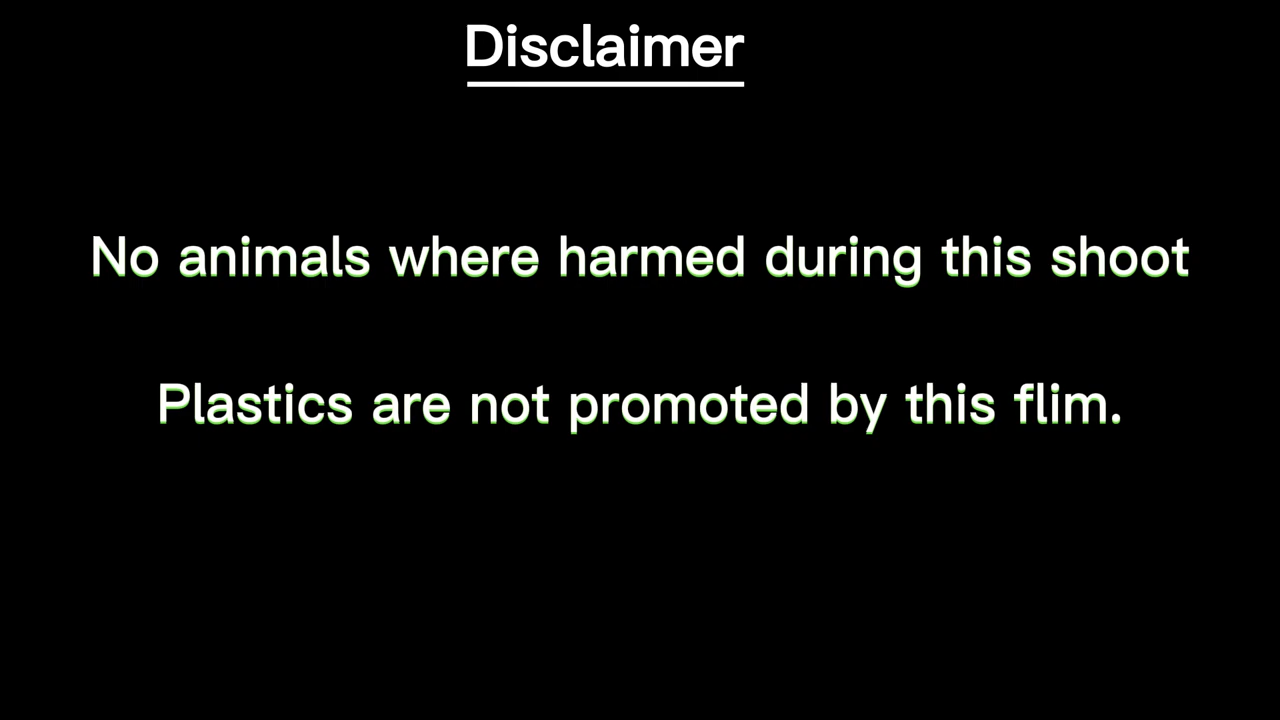 Disclaimer
No animals where harmed during this shoot
Plastics are not promoted by this flim.